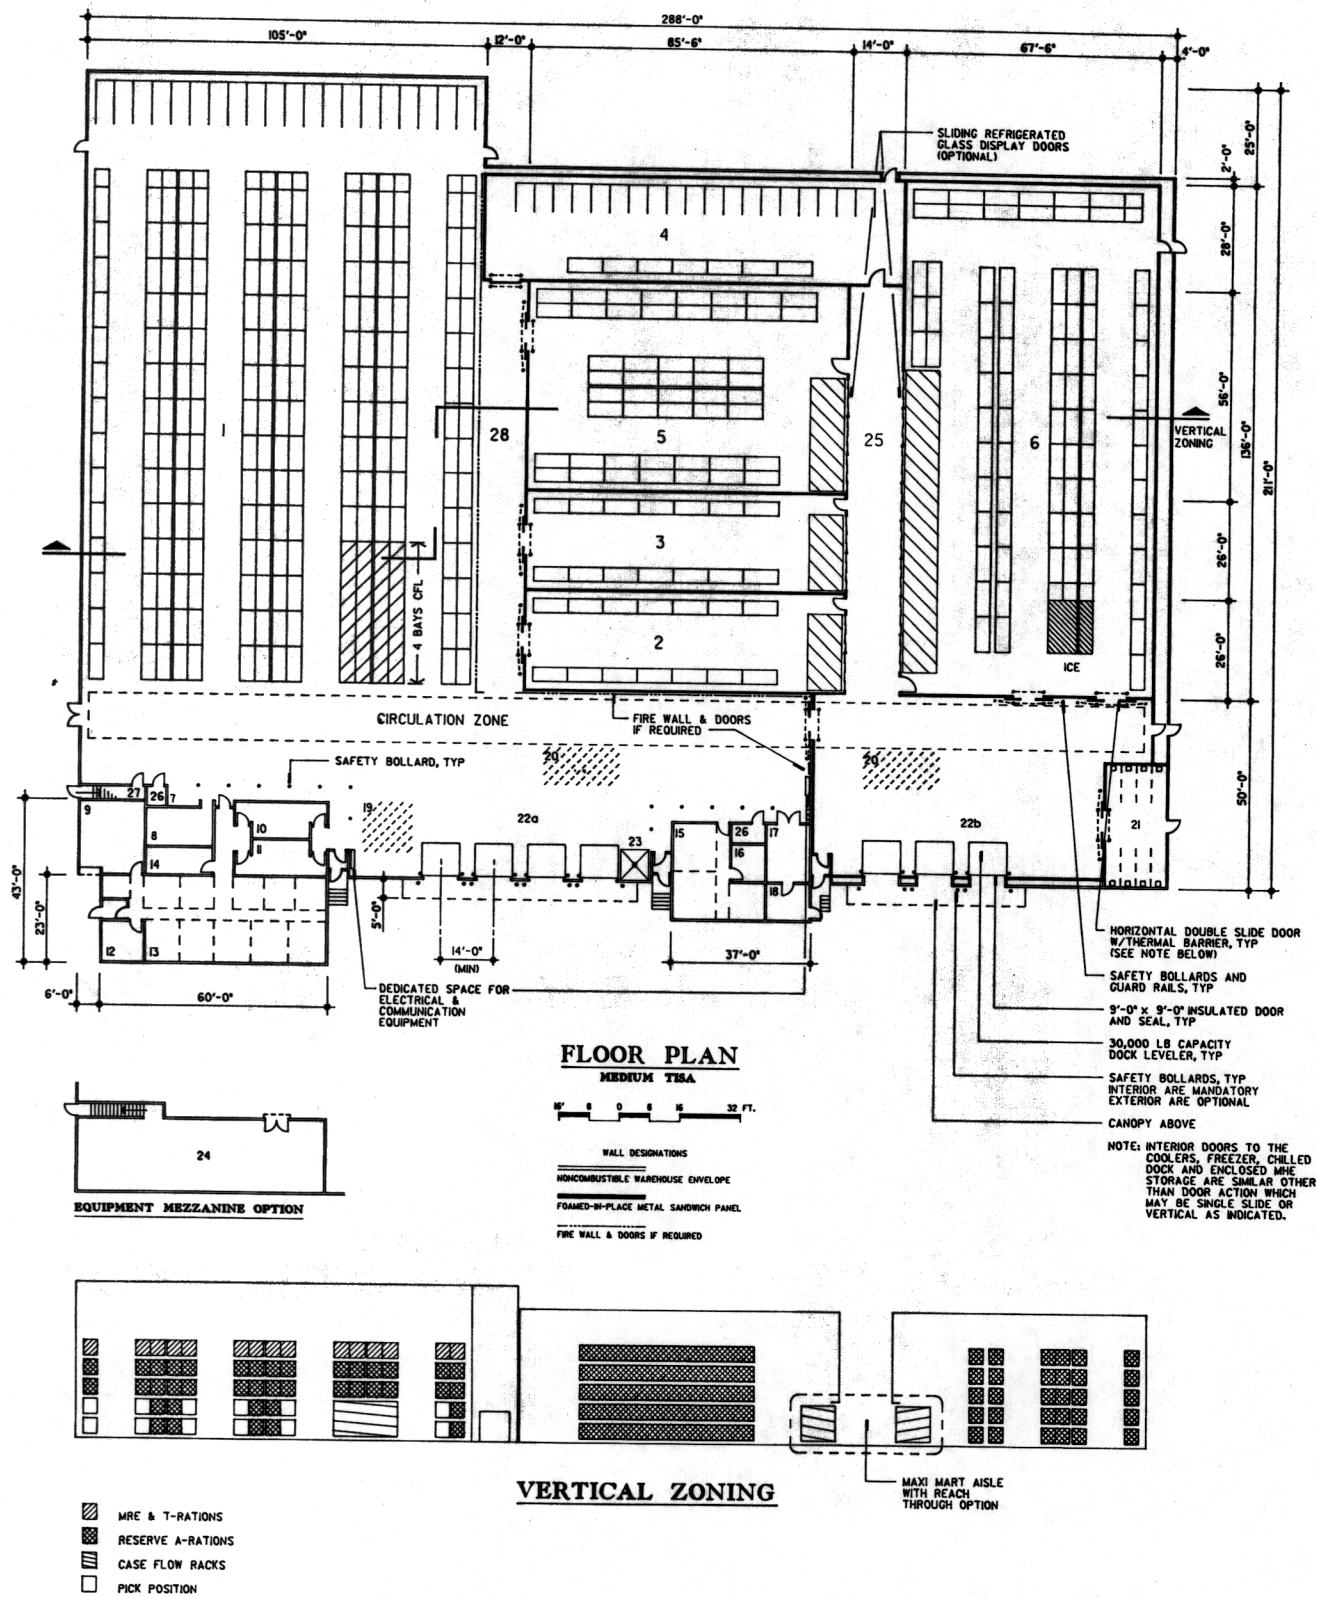 288'-0"
105'-0"
12'-0"
85'-6"
14'-0"
67'-6"
4'-0"
SLIDING REFRIGERATED
GLASS DISPLAY DOORS
(OPTIONAL)
2'-0"
25'-0"
28'-0"
56'-0"
136'-0"
211'-0"
26'-0"
26'-0"
50'-0"
4
1
28
5
25
6
VERTICAL
ZONING
3
4 BAYS CFL
2
ICE
CIRCULATION ZONE
FIRE WALL & DOORS
IF REQUIRED
SAFETY BOLLARD, TYP
20
20
27
26
7
9
8
10
11
14
19
22a
23
15
26
17
16
18
22b
21
12
13
43'-0"
23'-0"
5'-0"
14'-0"
(MIN)
37'-0"
6'-0"
60'-0"
DEDICATED SPACE FOR
ELECTRICAL &
COMMUNICATION
EQUIPMENT
HORIZONTAL DOUBLE SLIDE DOOR
W/THERMAL BARRIER, TYP
(SEE NOTE BELOW)
SAFETY BOLLARDS AND
GUARD RAILS, TYP
9'-0" x 9'-0" INSULATED DOOR
AND SEAL, TYP
30,000 LB CAPACITY
DOCK LEVELER, TYP
SAFETY BOLLARDS, TYP
INTERIOR ARE MANDATORY
EXTERIOR ARE OPTIONAL
CANOPY ABOVE
NOTE: INTERIOR DOORS TO THE
COOLERS, FREEZER, CHILLED
DOCK AND ENCLOSED MHE
STORAGE ARE SIMILAR OTHER
THAN DOOR ACTION WHICH
MAY BE SINGLE SLIDE OR
VERTICAL AS INDICATED.
FLOOR PLAN
MEDIUM TISA
16' 8 0 8 16 32 FT.
WALL DESIGNATIONS
NONCOMBUSTIBLE WAREHOUSE ENVELOPE
FOAMED-IN-PLACE METAL SANDWICH PANEL
FIRE WALL & DOORS IF REQUIRED
24
EQUIPMENT MEZZANINE OPTION
MAXI MART AISLE
WITH REACH
THROUGH OPTION
VERTICAL ZONING
MRE & T-RATIONS
RESERVE A-RATIONS
CASE FLOW RACKS
PICK POSITION